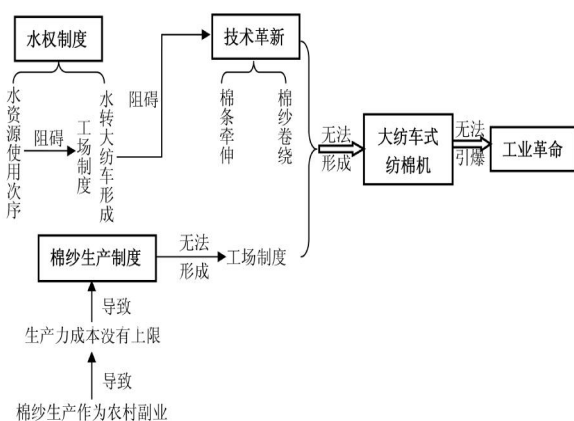 水权制度
水资源使用次序
阻碍
工场制度
水转大纺车形成
阻碍
技术革新
棉条牵伸
棉纱卷绕
无法
形成
大纺车式
纺棉机
无法
引爆
工业革命
棉纱生产制度
无法
形成
工场制度
导致
生产力成本没有上限
导致
棉纱生产作为农村副业